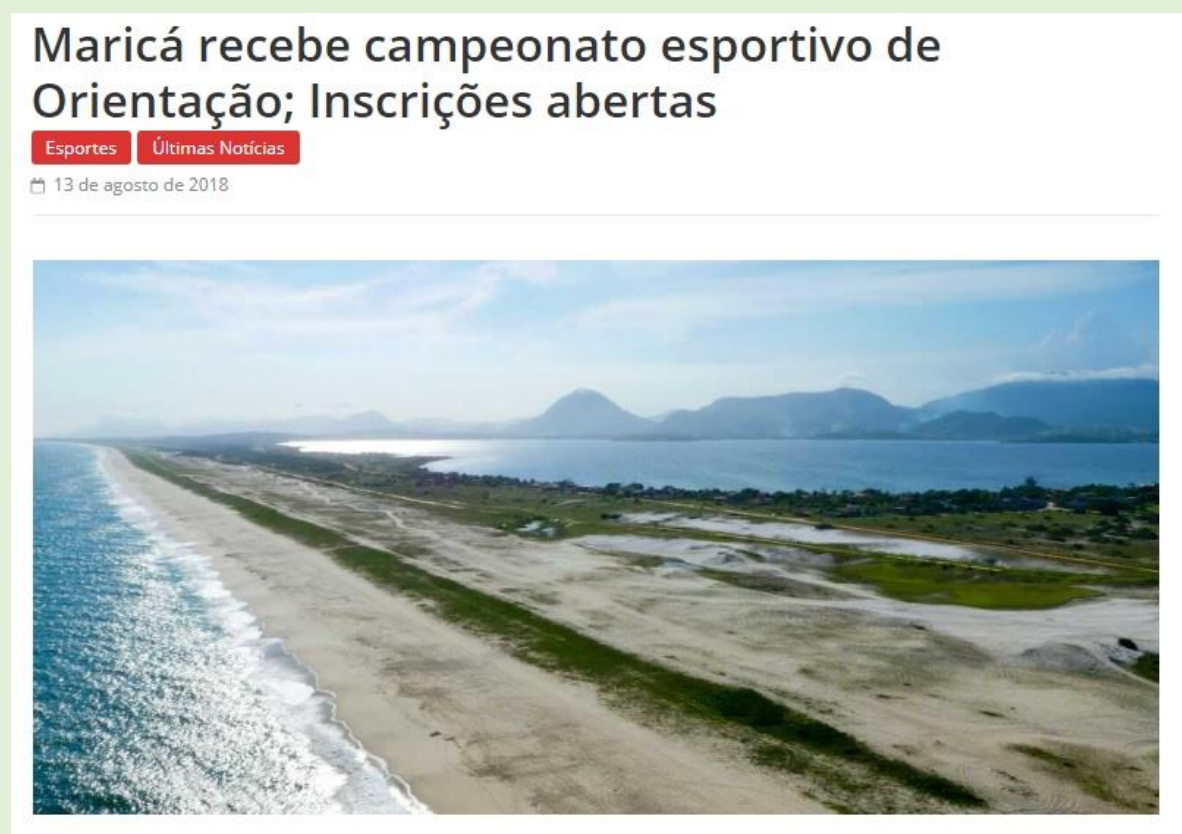 Maricá recebe campeonato esportivo de
Orientação; Inscrições abertas
Esportes Últimas Notícias
13 de agosto de 2018